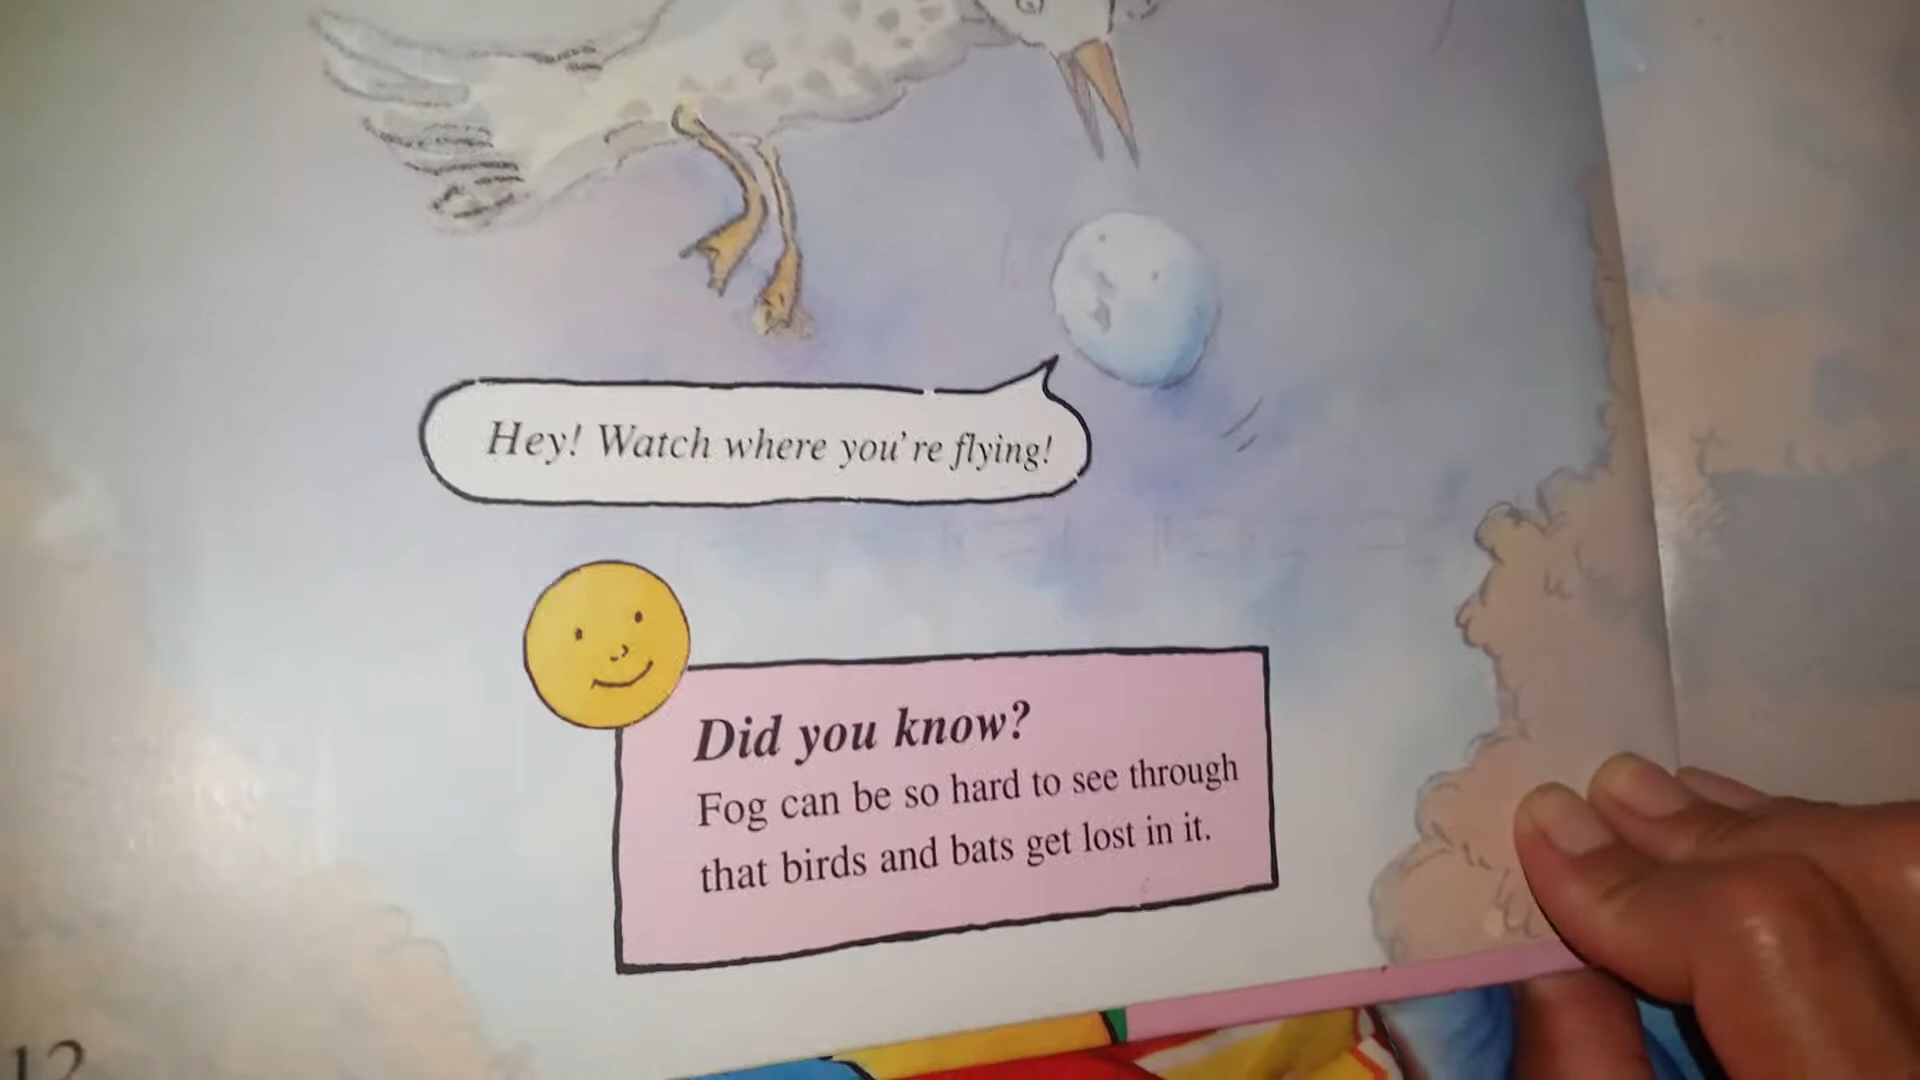 Hey! Watch where you're flying!
Did you know?
Fog can be so hard to see through
that birds and bats get lost in it.
12